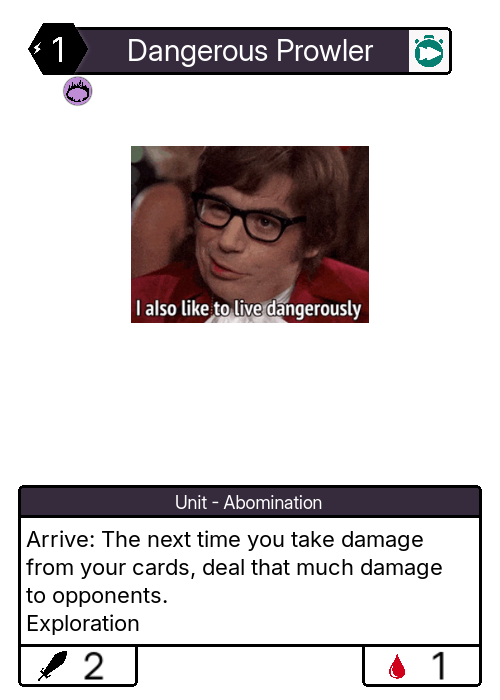 1 Dangerous Prowler
I also like to live dangerously
Unit - Abomination
Arrive: The next time you take damage
from your cards, deal that much damage
to opponents.
Exploration
2 1